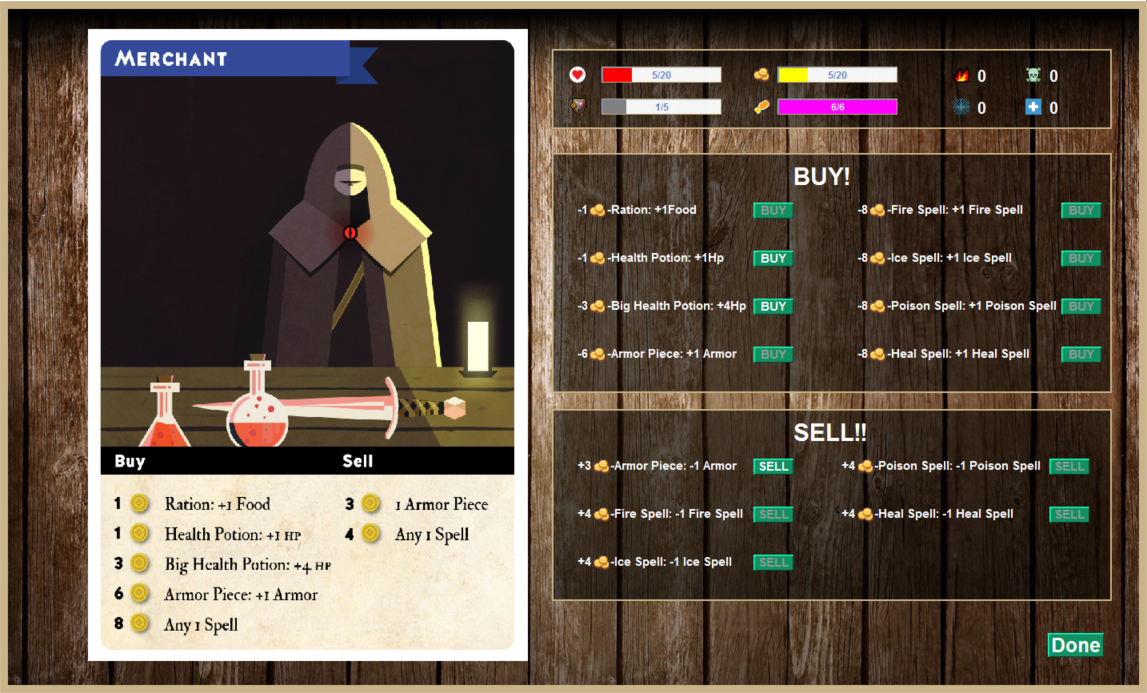 Merchant
Buy Sell
1 Ration: +1 Food
1 Health Potion: +1 HP
3 Big Health Potion: +4 HP
6 Armor Piece: +1 Armor
8 Any 1 Spell
3 1 Armor Piece
4 Any 1 Spell
5/20 5/20 0 0
1/5 6/6 0 0
BUY!
-1 -Ration: +1Food BUY
-1 -Health Potion: +1Hp BUY
-3 -Big Health Potion: +4Hp BUY
-6 -Armor Piece: +1 Armor BUY
-8 -Fire Spell: +1 Fire Spell BUY
-8 -Ice Spell: +1 Ice Spell BUY
-8 -Poison Spell: +1 Poison Spell BUY
-8 -Heal Spell: +1 Heal Spell BUY
SELL!!
+3 -Armor Piece: -1 Armor SELL
+4 -Fire Spell: -1 Fire Spell SELL
+4 -Ice Spell: -1 Ice Spell SELL
+4 -Poison Spell: -1 Poison Spell SELL
+4 -Heal Spell: -1 Heal Spell SELL
Done